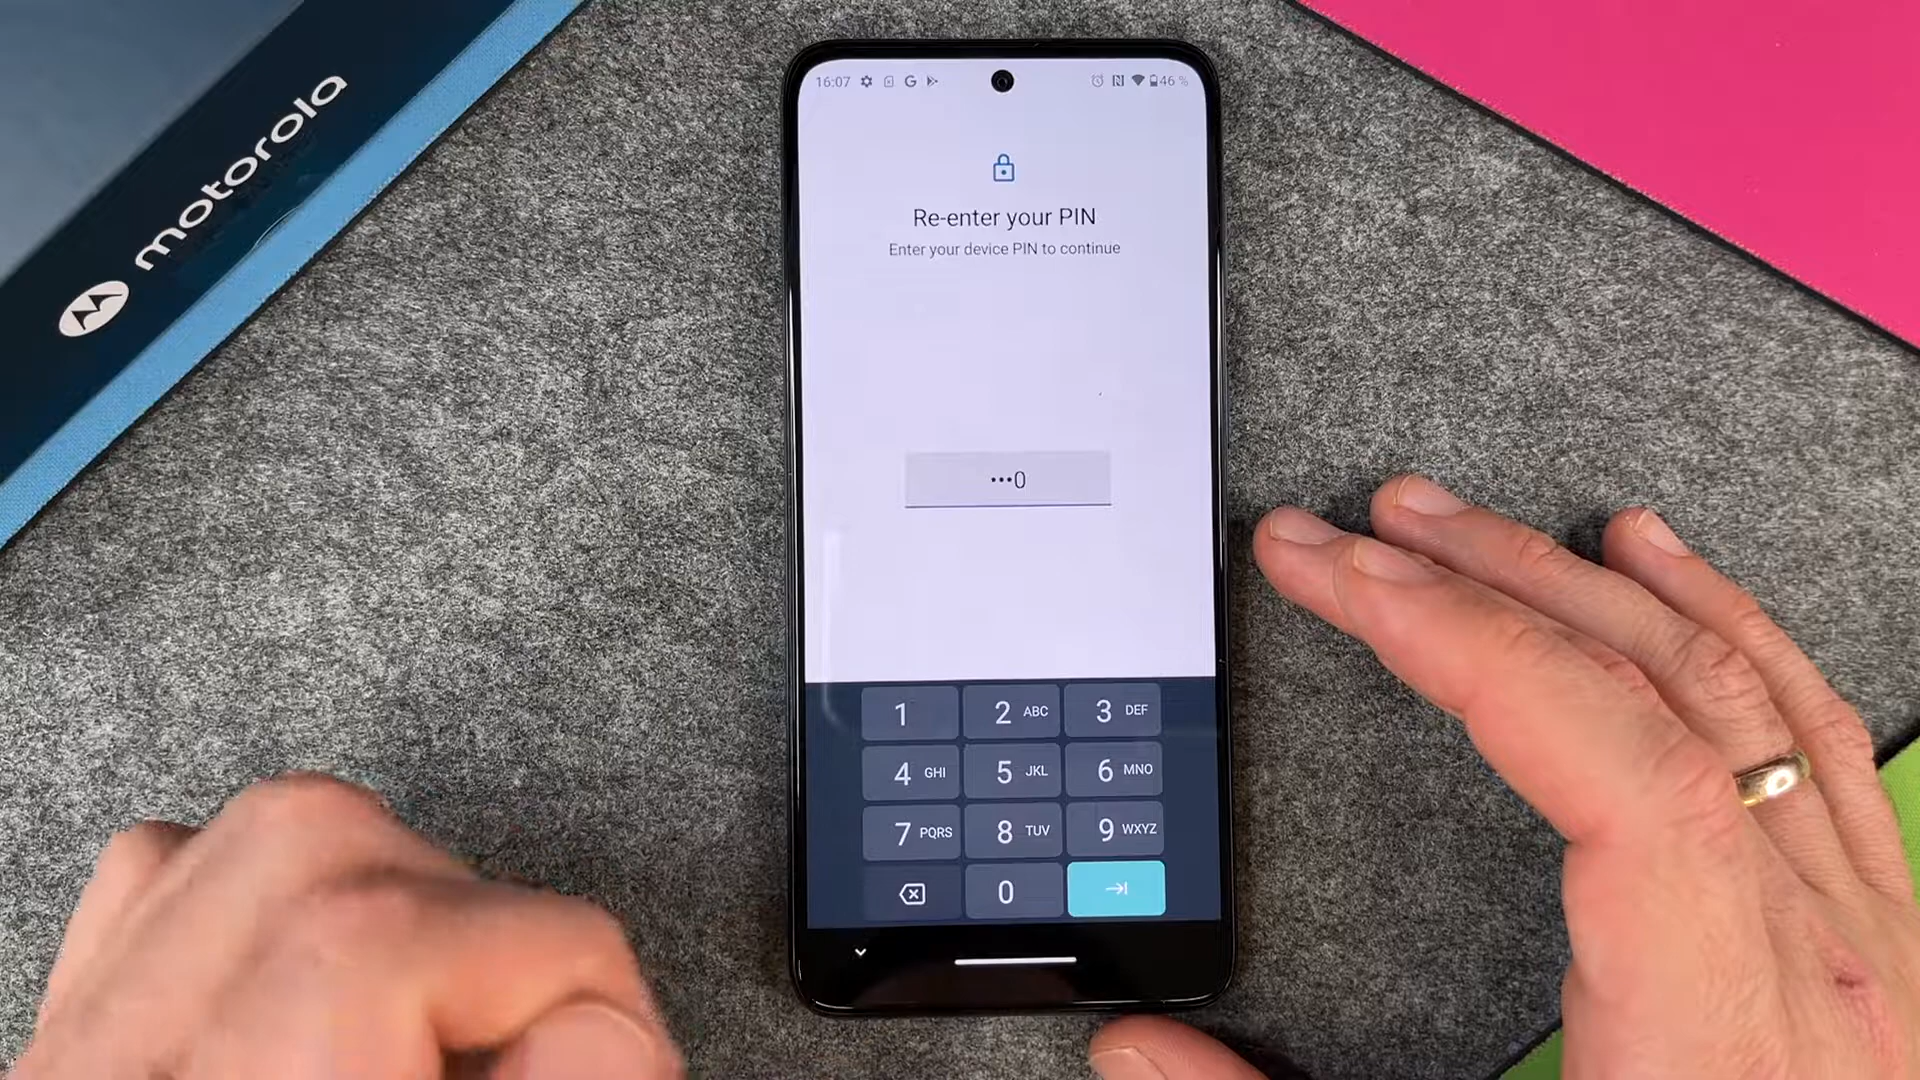 motorola
16:07
46 %
Re-enter your PIN
Enter your device PIN to continue
•••0
1
2 ABC
3 DEF
4 GHI
5 JKL
6 MNO
7 PQRS
8 TUV
9 WXYZ
0